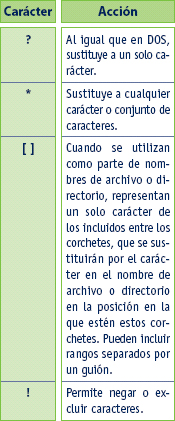 Carácter Acción
? Al igual que en DOS,
sustituye a un solo ca-
rácter.
* Sustituye a cualquier
carácter o conjunto de
caracteres.
[ ] Cuando se utilizan
como parte de nom-
bres de archivo o di-
rectorio, representan
un solo carácter de
los incluidos entre los
corchetes, que se sus-
tituirán por el carác-
ter en el nombre de
archivo o directorio
en la posición en la
que estén estos cor-
chetes. Pueden incluir
rangos separados por
un guión.
! Permite negar o ex-
cluir caracteres.